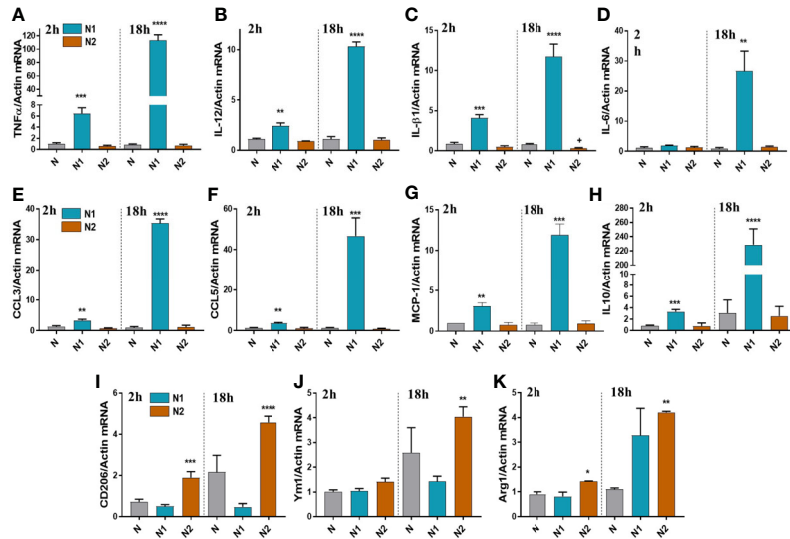 A
TNFα/Actin mRNA
120
100
80
60
40
20
8
6
4
2
0
2h
18h
N1
N2
***
****
N N1 N2 N N1 N2
B
IL-12/Actin mRNA
10
5
0
2h
18h
**
****
N N1 N2 N N1 N2
C
IL-β1/Actin mRNA
15
10
5
0
2h
18h
***
****
+
N N1 N2 N N1 N2
D
IL-6/Actin mRNA
40
30
20
10
0
2
h
18h
**
N N1 N2 N N1 N2
E
CCL3/Actin mRNA
40
30
20
10
0
2h
18h
N1
N2
**
****
N N1 N2 N N1 N2
F
CCL5/Actin mRNA
60
40
20
0
2h
18h
**
***
N N1 N2 N N1 N2
G
MCP-1/Actin mRNA
15
10
5
0
2h
18h
**
***
N N1 N2 N N1 N2
H
IL10/Actin mRNA
280
260
240
220
200
10
8
6
4
2
0
2h
18h
***
****
N N1 N2 N N1 N2
I
CD206/Actin mRNA
6
4
2
0
2h
18h
N1
N2
***
****
N N1 N2 N N1 N2
J
Ym1/Actin mRNA
5
4
3
2
1
0
2h
18h
**
N N1 N2 N N1 N2
K
Arg1/Actin mRNA
5
4
3
2
1
0
2h
18h
*
**
N N1 N2 N N1 N2